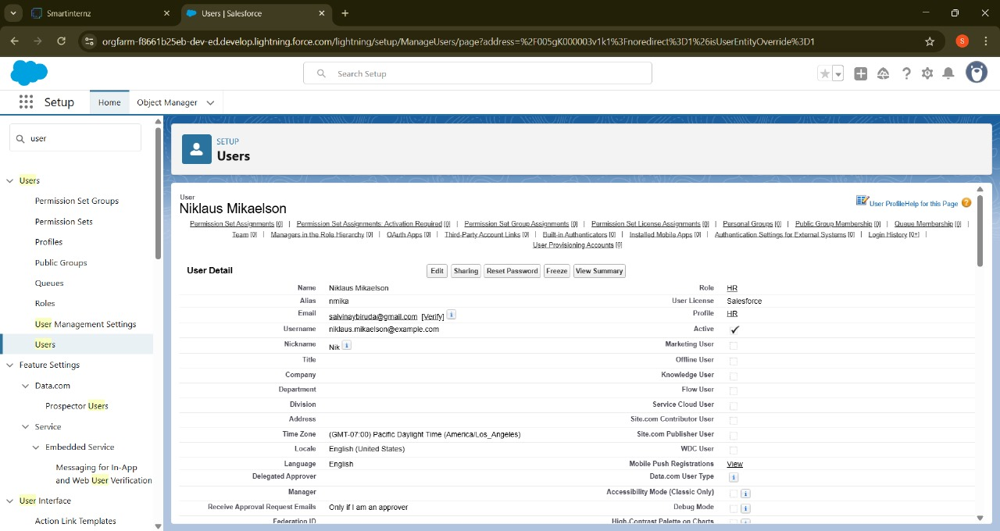 Smartinternz
Users | Salesforce
orgfarm-f8661b25eb-dev-ed.develop.lightning.force.com/lightning/setup/ManageUsers/page?address=%2F005gK000003v1k1%3Fnoredirect%3D1%26isUserEntityOverride%3D1
S
Search Setup
Setup
Home
Object Manager
user
Users
Permission Set Groups
Permission Sets
Profiles
Public Groups
Queues
Roles
User Management Settings
Users
Feature Settings
Data.com
Prospector Users
Service
Embedded Service
Messaging for In-App
and Web User Verification
User Interface
Action Link Templates
SETUP
Users
User
Niklaus Mikaelson
User Profile Help for this Page ?
Permission Set Assignments [0] | Permission Set Assignments: Activation Required [0] | Permission Set Group Assignments [0] | Permission Set License Assignments [0] | Personal Groups [0] | Public Group Membership [0] | Queue Membership [0] |
Team [0] | Managers in the Role Hierarchy [0] | OAuth Apps [0] | Third-Party Account Links [0] | Built-in Authenticators [0] | Installed Mobile Apps [0] | Authentication Settings for External Systems [0] | Login History [0+] |
User Provisioning Accounts [0]
User Detail
Edit Sharing Reset Password Freeze View Summary
Name Niklaus Mikaelson Role HR
Alias nmika User License Salesforce
Email saivinaybiruda@gmail.com [Verify] i Profile HR
Username niklaus.mikaelson@example.com Active
Nickname Nik i Marketing User
Title Offline User
Company Knowledge User
Department Flow User
Division Service Cloud User
Address Site.com Contributor User
Time Zone (GMT-07:00) Pacific Daylight Time (America/Los_Angeles) Site.com Publisher User
Locale English (United States) WDC User
Language English Mobile Push Registrations View
Delegated Approver Data.com User Type i
Manager Accessibility Mode (Classic Only) i
Receive Approval Request Emails Only if I am an approver Debug Mode i
Federation ID High-Contrast Palette on Charts i